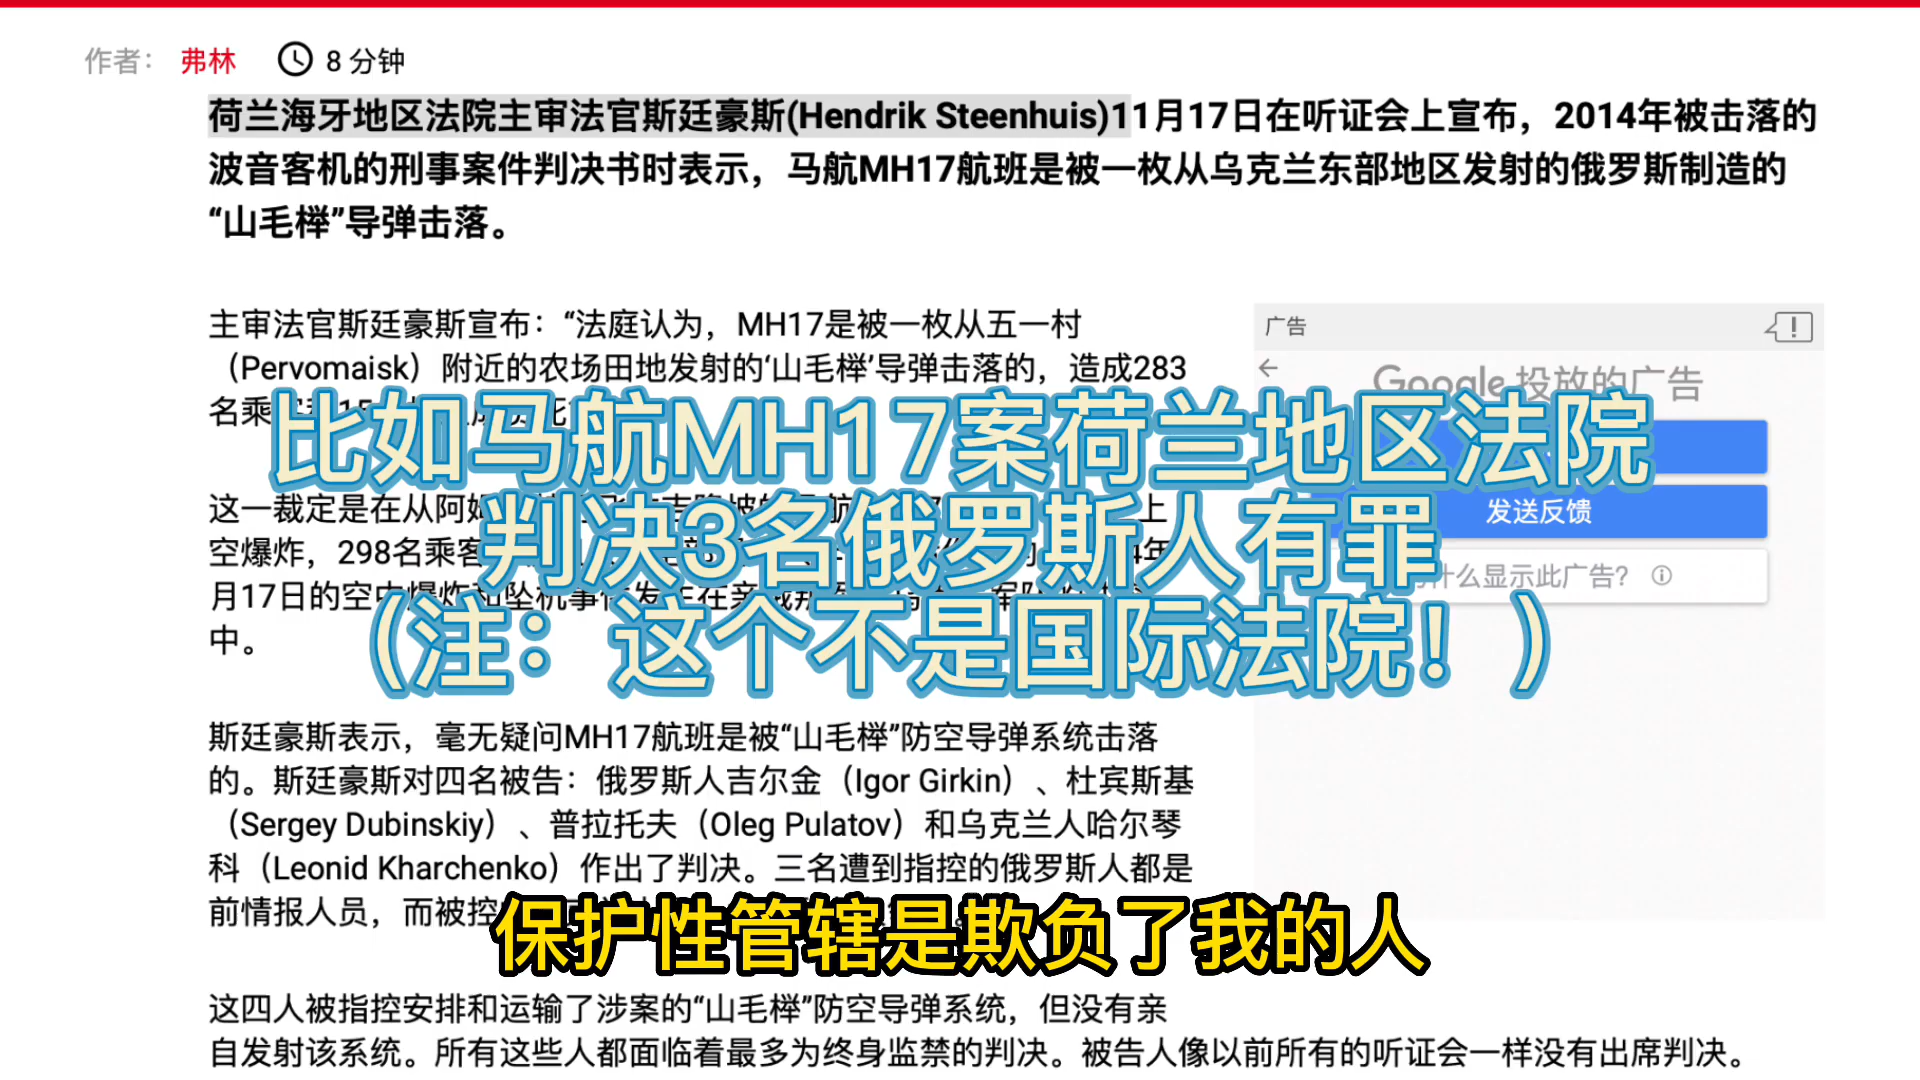 作者： 弗林 8 分钟
荷兰海牙地区法院主审法官斯廷豪斯(Hendrik Steenhuis)11月17日在听证会上宣布，2014年被击落的
波音客机的刑事案件判决书时表示，马航MH17航班是被一枚从乌克兰东部地区发射的俄罗斯制造的
“山毛榉”导弹击落。
主审法官斯廷豪斯宣布：“法庭认为，MH17是被一枚从五一村
（Pervomaisk）附近的农场田地发射的‘山毛榉’导弹击落的，造成283
名乘
广告
Google 投放的广告
发送反馈
什么显示此广告?
比如马航MH17案荷兰地区法院
判决3名俄罗斯人有罪
（注：这个不是国际法院！）
这一裁定是在从阿姆
上
空爆炸，298名乘客
年
月17日的空中爆炸和坠机事件发生在亲俄
中。
斯廷豪斯表示，毫无疑问MH17航班是被“山毛榉”防空导弹系统击落
的。斯廷豪斯对四名被告：俄罗斯人吉尔金（Igor Girkin）、杜宾斯基
（Sergey Dubinskiy）、普拉托夫（Oleg Pulatov）和乌克兰人哈尔琴
科（Leonid Kharchenko）作出了判决。三名遭到指控的俄罗斯人都是
前情报人员，而被控
保护性管辖是欺负了我的人
这四人被指控安排和运输了涉案的“山毛榉”防空导弹系统，但没有亲
自发射该系统。所有这些人都面临着最多为终身监禁的判决。被告人像以前所有的听证会一样没有出席判决。